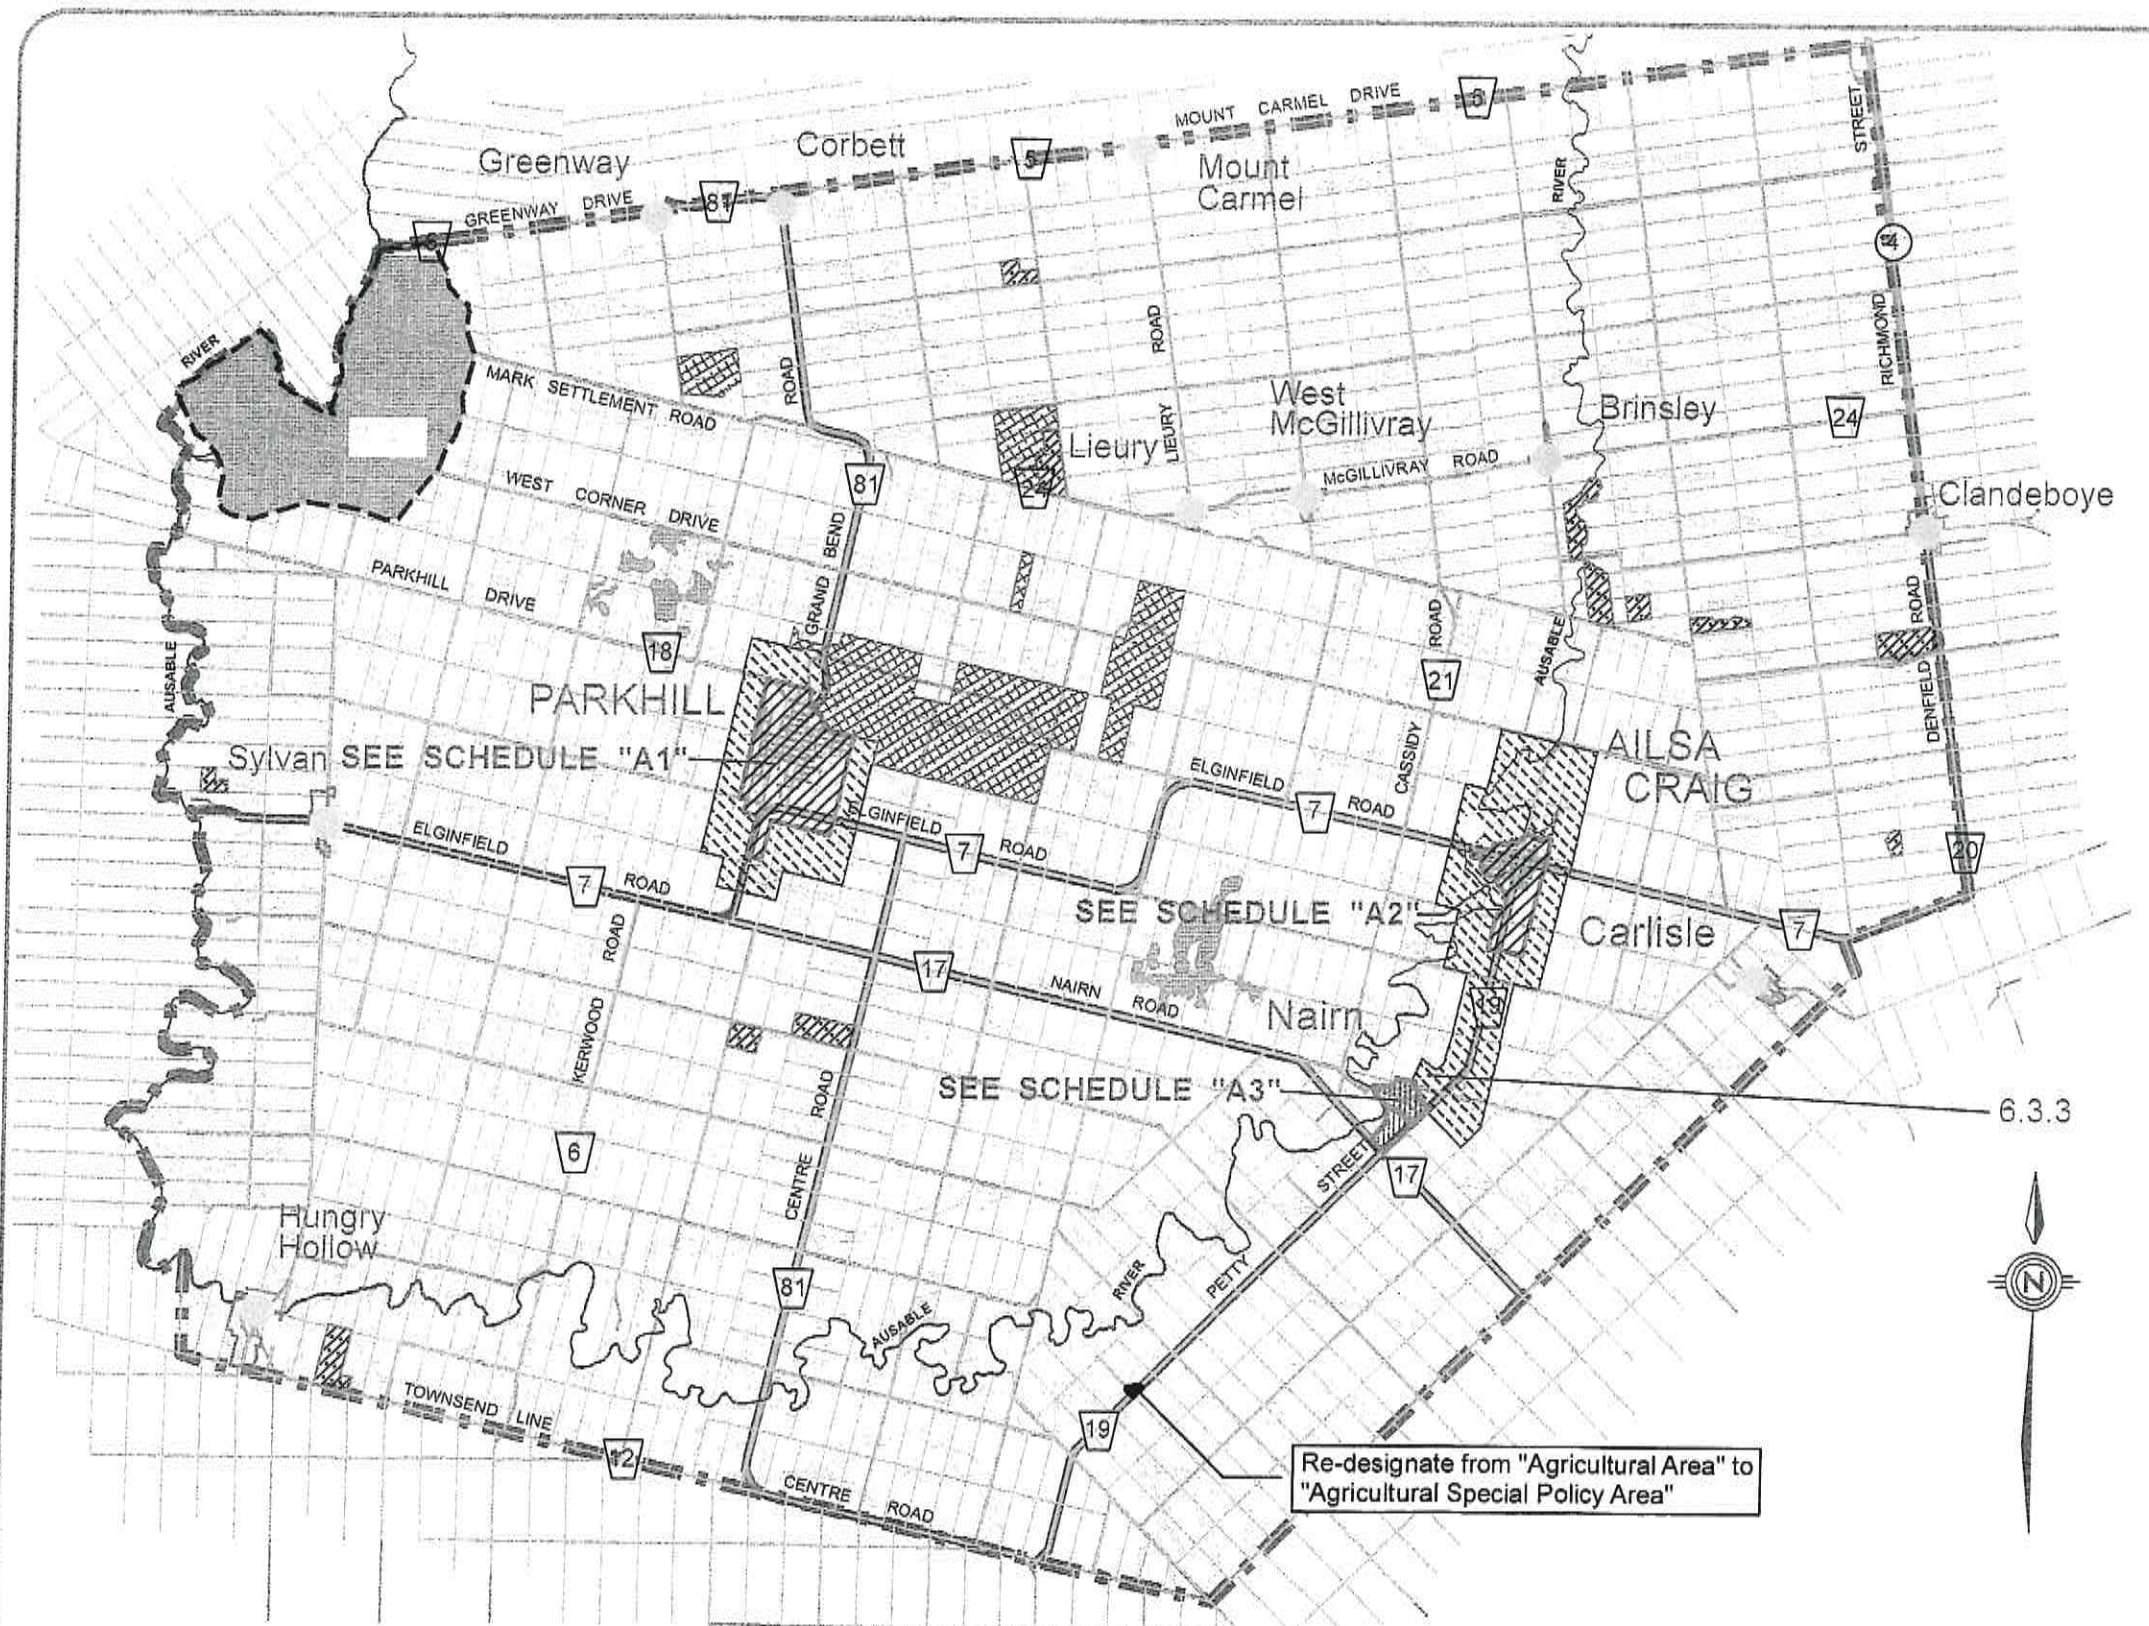 MOUNT CARMEL DRIVE
5
STREET
Corbett
5
Greenway
Mount
Carmel
RIVER
81
GREENWAY DRIVE
4
RIVER
ROAD
ROAD
RICHMOND
MARK SETTLEMENT ROAD
West
McGillivray
Brinsley
24
Lieury
LIEURY
McGILLIVRAY ROAD
81
24
WEST CORNER DRIVE
Clandeboye
GRAND BEND
PARKHILL DRIVE
ROAD
ROAD
18
AUSABLE
21
AUSABLE
PARKHILL
DENFIELD
Sylvan
SEE SCHEDULE "A1"
CASSIDY
AILSA
CRAIG
ELGINFIELD ROAD
7
ELGINFIELD ROAD
7
20
ELGINFIELD ROAD
7
SEE SCHEDULE "A2"
Carlisle
7
ROAD
17
NAIRN ROAD
Nairn
19
KERWOOD
SEE SCHEDULE "A3"
ROAD
6.3.3
6
CENTRE
STREET
17
Hungry
Hollow
N
81
RIVER
PETTY
AUSABLE
TOWNSEND LINE
12
19
CENTRE ROAD
Re-designate from "Agricultural Area" to
"Agricultural Special Policy Area"